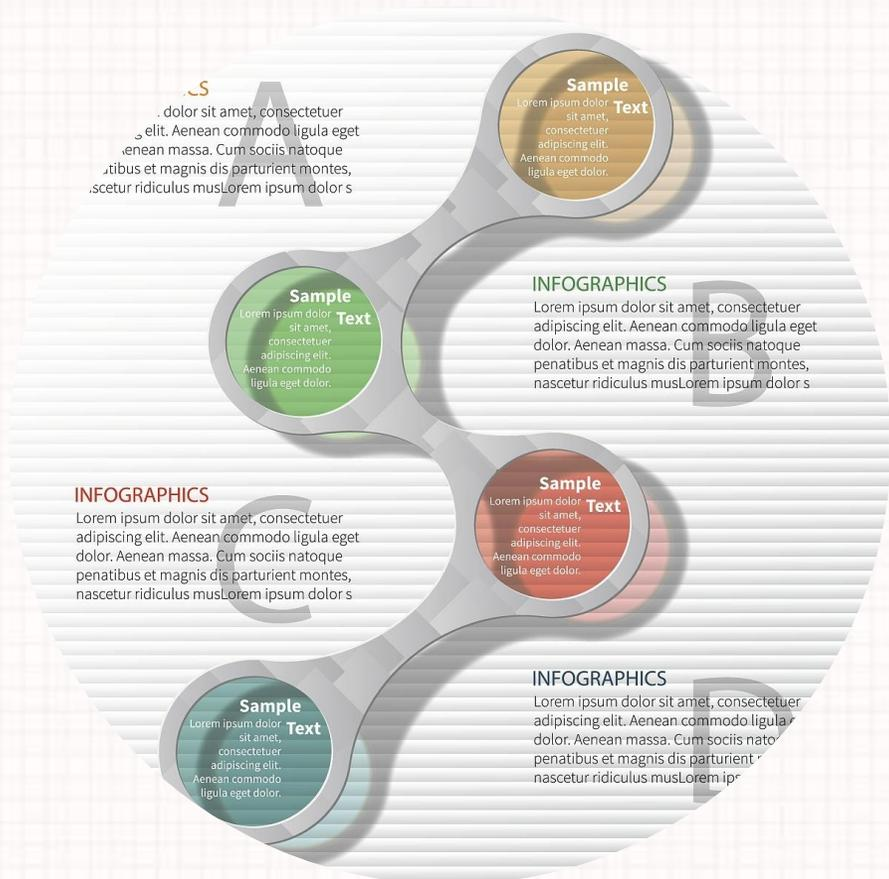 A
dolor sit amet, consectetuer
elit. Aenean commodo ligula eget
massa. Cum sociis natoque
et magnis dis parturient montes,
ridiculus musLorem ipsum dolor s
Sample
Text
Lorem ipsum dolor
sit amet,
consectetuer
adipiscing elit.
Aenean commodo
ligula eget dolor.
Sample
Text
Lorem ipsum dolor
sit amet,
consectetuer
adipiscing elit.
Aenean commodo
ligula eget dolor.
B
INFOGRAPHICS
Lorem ipsum dolor sit amet, consectetuer
adipiscing elit. Aenean commodo ligula eget
dolor. Aenean massa. Cum sociis natoque
penatibus et magnis dis parturient montes,
nascetur ridiculus musLorem ipsum dolor s
C
INFOGRAPHICS
Lorem ipsum dolor sit amet, consectetuer
adipiscing elit. Aenean commodo ligula eget
dolor. Aenean massa. Cum sociis natoque
penatibus et magnis dis parturient montes,
nascetur ridiculus musLorem ipsum dolor s
Sample
Text
Lorem ipsum dolor
sit amet,
consectetuer
adipiscing elit.
Aenean commodo
ligula eget dolor.
Sample
Text
Lorem ipsum dolor
sit amet,
consectetuer
adipiscing elit.
Aenean commodo
ligula eget dolor.
D
INFOGRAPHICS
Lorem ipsum dolor sit amet, consectetuer
adipiscing elit. Aenean commodo ligula
dolor. Aenean massa. Cum sociis
penatibus et magnis dis parturient
nascetur ridiculus musLorem